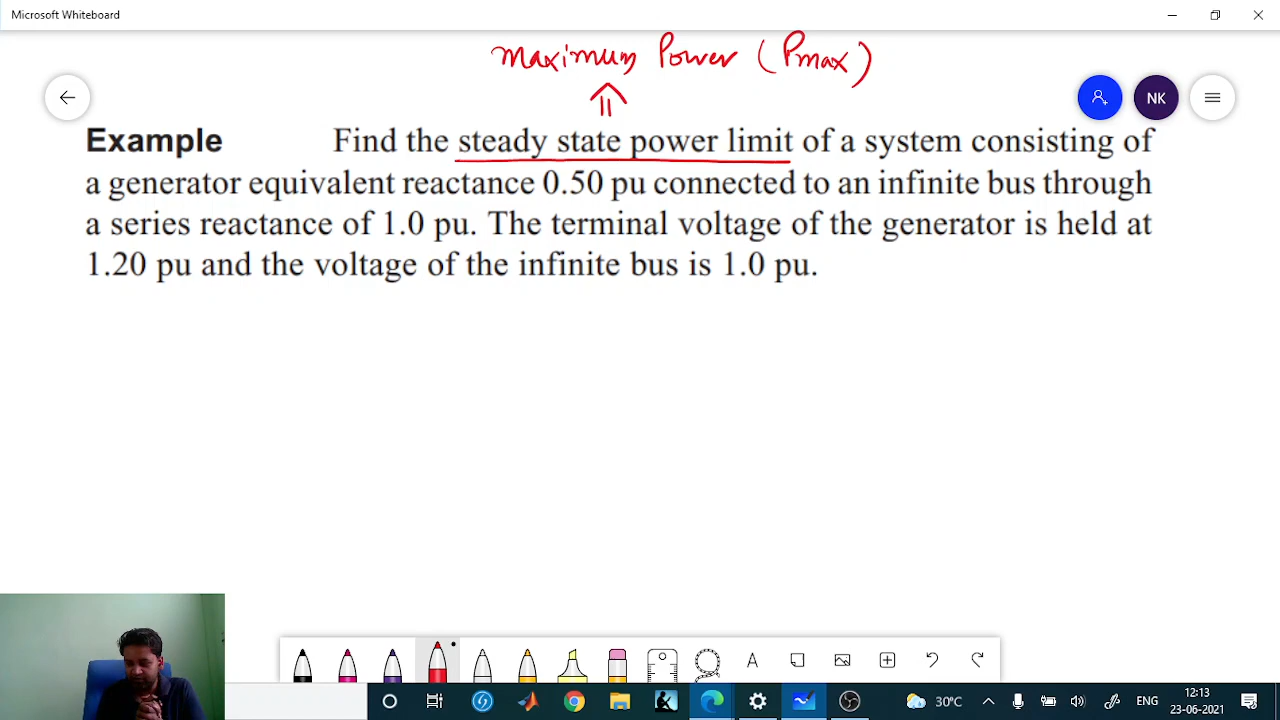 Microsoft Whiteboard
maximum Power (Pmax)
NK
Example Find the steady state power limit of a system consisting of
a generator equivalent reactance 0.50 pu connected to an infinite bus through
a series reactance of 1.0 pu. The terminal voltage of the generator is held at
1.20 pu and the voltage of the infinite bus is 1.0 pu.
A
30°C ENG 12:13
23-06-2021